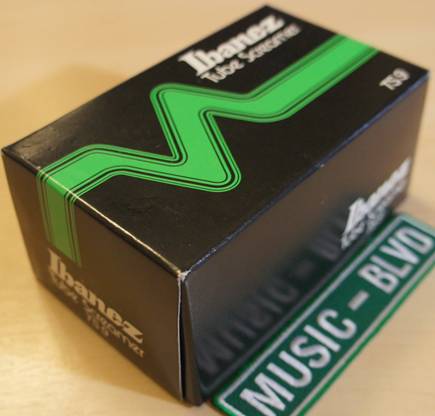 Ibanez
Tube Screamer
TS9
Ibanez
Tube Screamer
TS9
Ibanez
Tube Screamer
MUSIC - BLVD